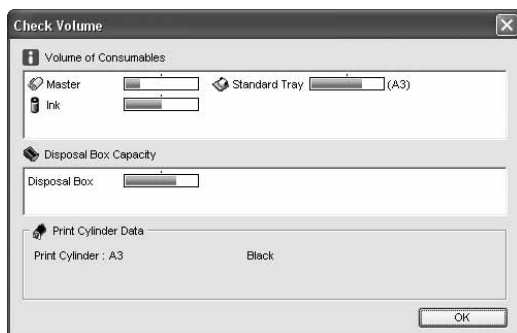 Check Volume
Volume of Consumables
Master Standard Tray (A3)
Ink
Disposal Box Capacity
Disposal Box
Print Cylinder Data
Print Cylinder : A3 Black
OK